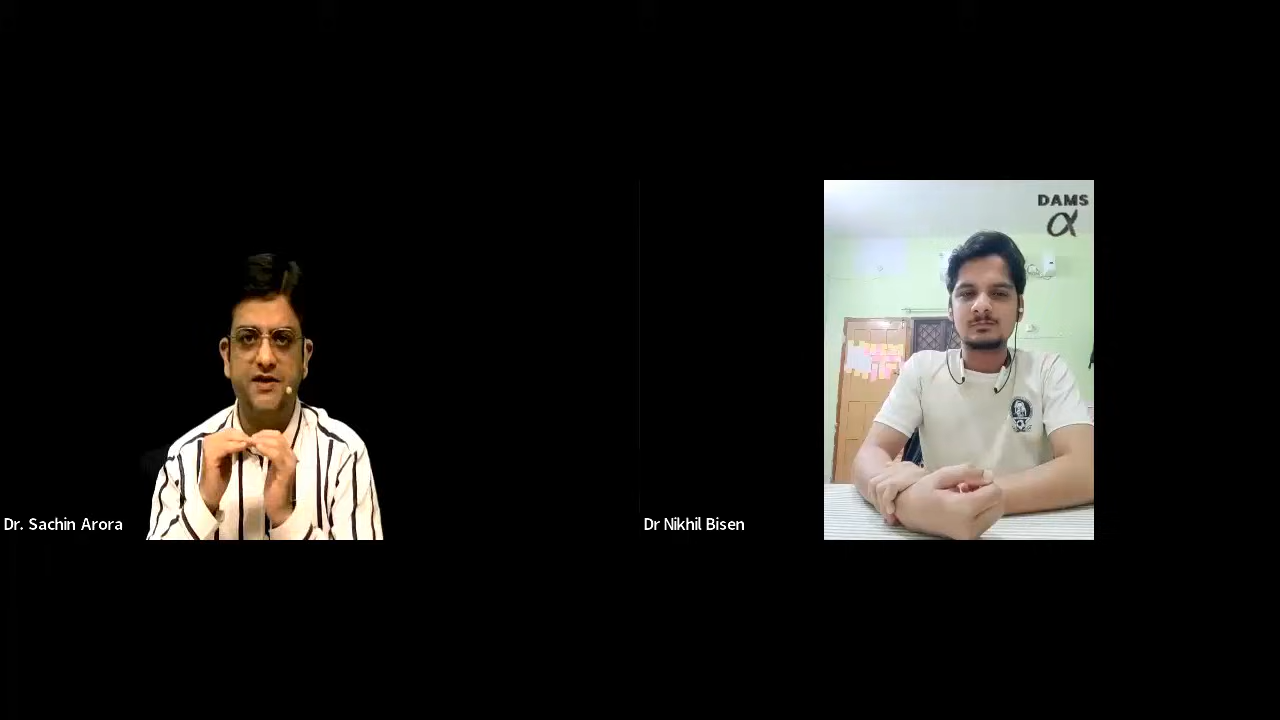 DAMS
α
Dr. Sachin Arora
Dr Nikhil Bisen